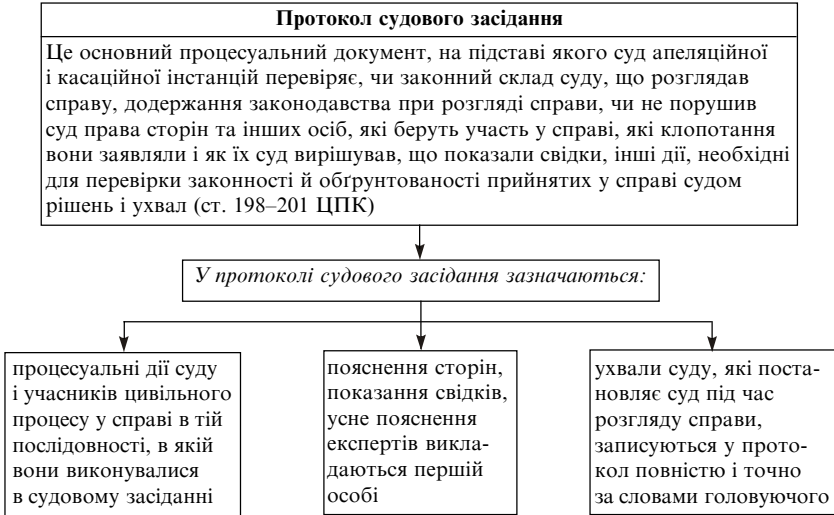 Протокол судового засідання
Це основний процесуальний документ, на підставі якого суд апеляційної
і касаційної інстанцій перевіряє, чи законний склад суду, що розглядав
справу, додержання законодавства при розгляді справи, чи не порушив
суд права сторін та інших осіб, які беруть участь у справі, які клопотання
вони заявляли і як їх суд вирішував, що показали свідки, інші дії, необхідні
для перевірки законності й обґрунтованості прийнятих у справі судом
рішень і ухвал (ст. 198–201 ЦПК)
У протоколі судового засідання зазначаються:
процесуальні дії суду
і учасників цивільного
процесу у справі в тій
послідовності, в якій
вони виконувалися
в судовому засіданні
пояснення сторін,
показання свідків,
усне пояснення
експертів викла-
даються першій
особі
ухвали суду, які поста-
новляє суд під час
розгляду справи,
записуються у прото-
кол повністю і точно
за словами головуючого